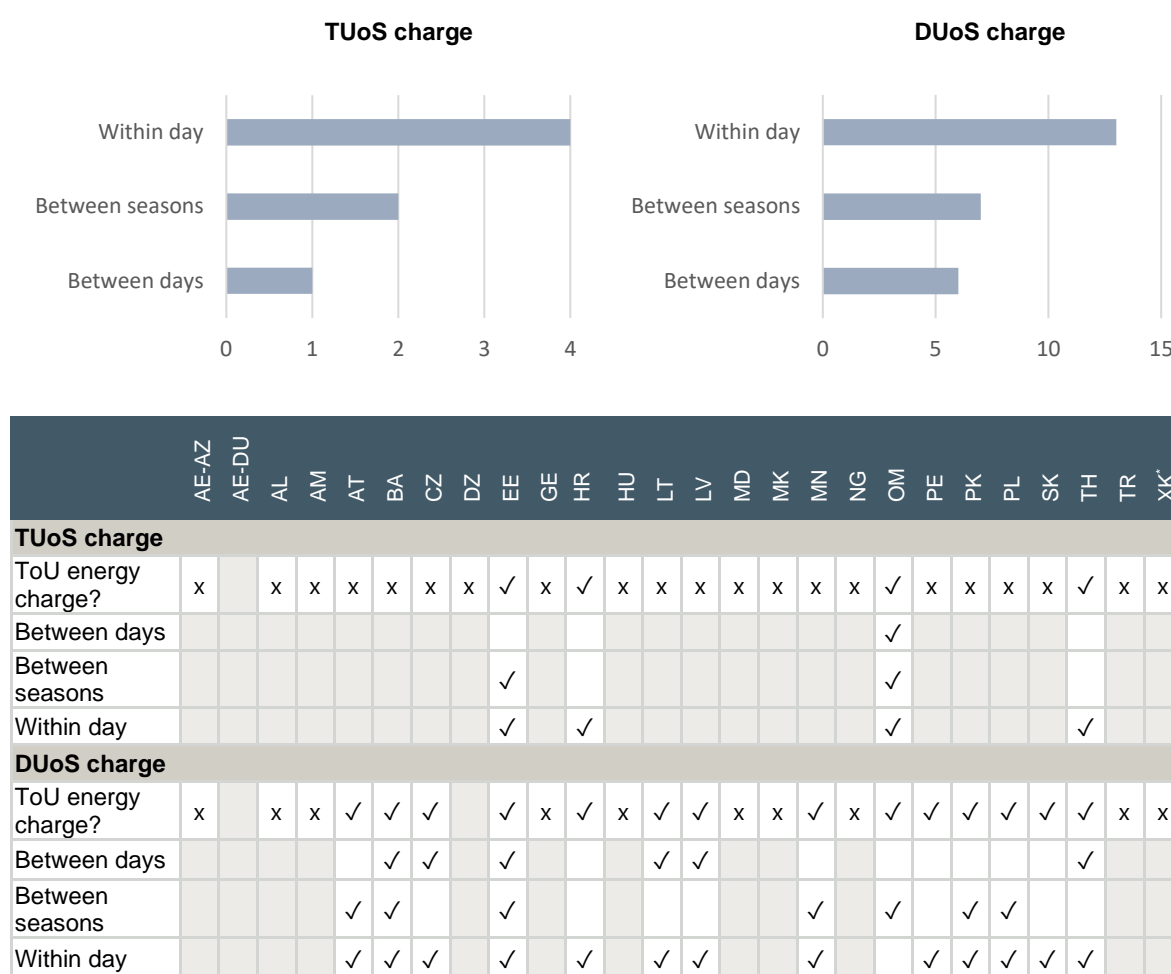 TUoS charge DUoS charge
Within day Within day
Between seasons Between seasons
Between days Between days
0 1 2 3 4 0 5 10 15
AE-AZ AE-DU AL AM AT BA CZ DZ EE GE HR HU LT LV MD MK MN NG OM PE PK PL SK TH TR XK*
TUoS charge
ToU energy
charge? x x x x x x x ✓ x ✓ x x x x x x x ✓ x x x x ✓ x x
Between days ✓
Between
seasons ✓ ✓
Within day ✓ ✓ ✓ ✓
DUoS charge
ToU energy
charge? x x x ✓ ✓ ✓ ✓ x ✓ x ✓ ✓ x x ✓ x ✓ ✓ ✓ ✓ ✓ ✓ x x
Between days ✓ ✓ ✓ ✓ ✓ ✓
Between
seasons ✓ ✓ ✓ ✓ ✓ ✓ ✓
Within day ✓ ✓ ✓ ✓ ✓ ✓ ✓ ✓ ✓ ✓ ✓ ✓ ✓